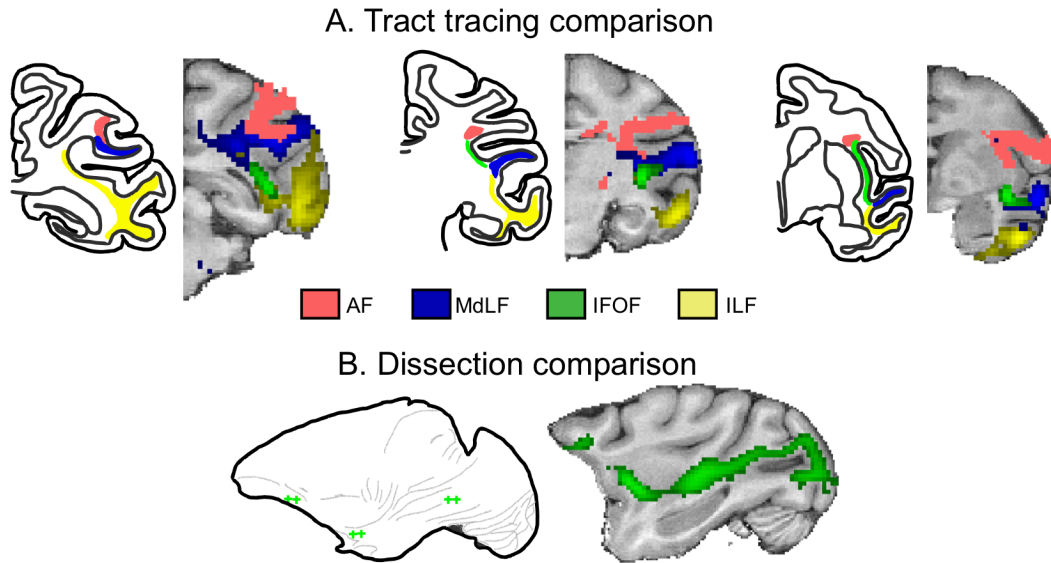 A. Tract tracing comparison
AF MdLF IFOF ILF
B. Dissection comparison